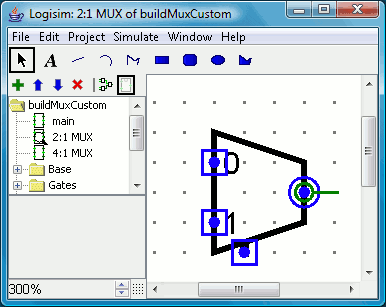 Logisim: 2:1 MUX of buildMuxCustom
File Edit Project Simulate Window Help
A
buildMuxCustom
main
2:1 MUX
4:1 MUX
Base
Gates
0
1
300%